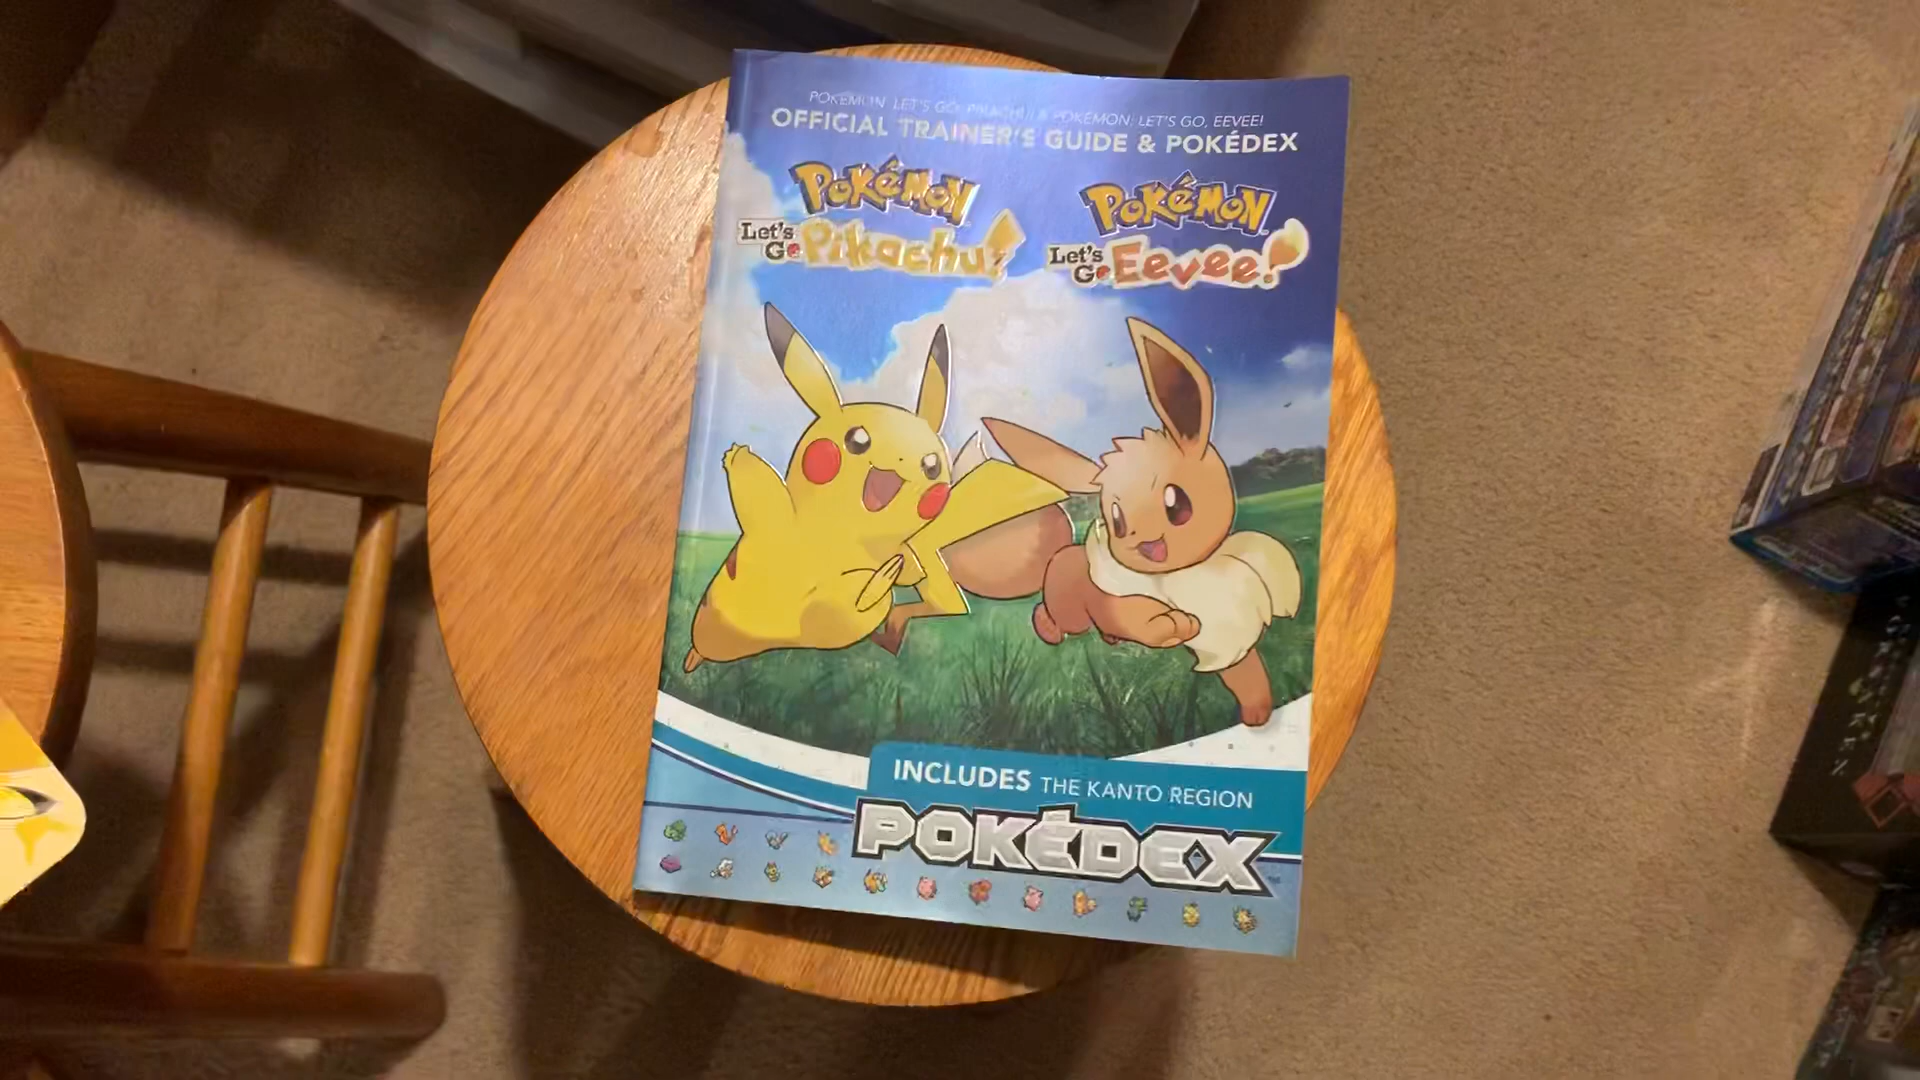 POKÉMON: LET'S GO, PIKACHU! & POKÉMON: LET'S GO, EEVEE!
OFFICIAL TRAINER'S GUIDE & POKÉDEX
POKéMON
Let's Go Pikachu!
POKéMON
Let's Go Eevee!
INCLUDES THE KANTO REGION
POKÉDEX